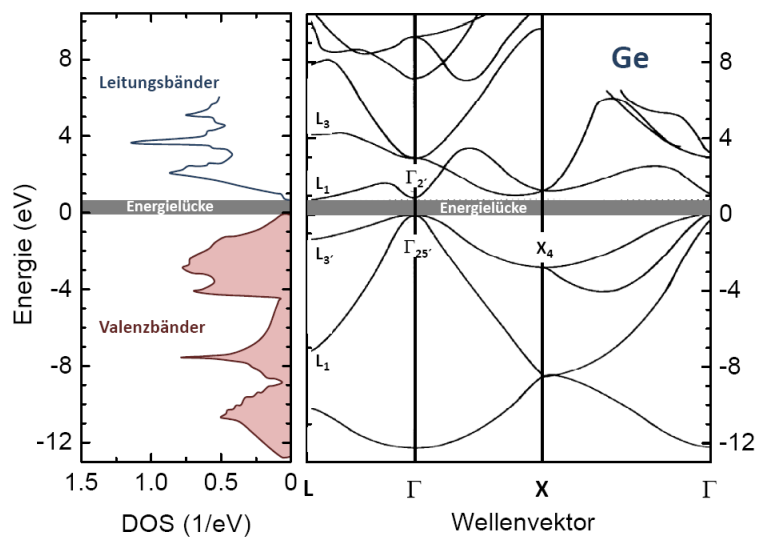 Energie (eV)
8
4
0
-4
-8
-12
Leitungsbänder
Energielücke
Valenzbänder
1.5
1.0
0.5
0
DOS (1/eV)
Ge
L₃
L₁
Γ₂′
Energielücke
Γ₂₅′
X₄
L₃′
L₁
8
4
0
-4
-8
-12
L
Γ
X
Γ
Wellenvektor